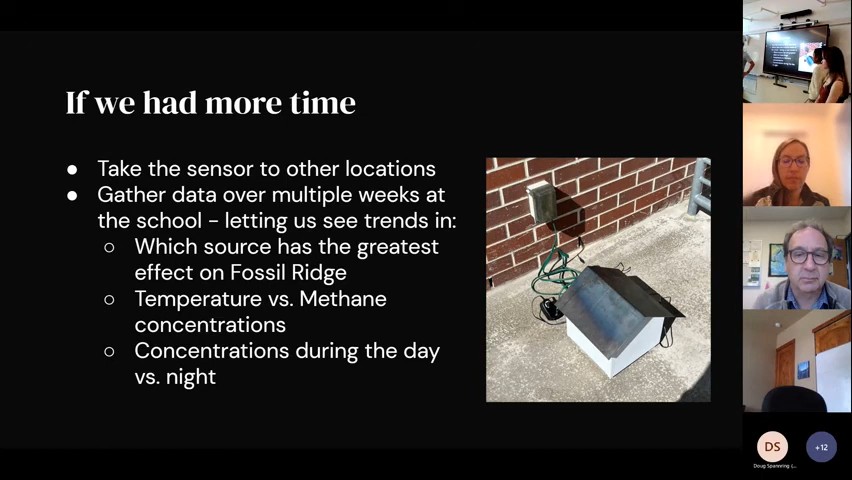 If we had more time
● Take the sensor to other locations
● Gather data over multiple weeks at
the school - letting us see trends in:
○ Which source has the greatest
effect on Fossil Ridge
○ Temperature vs. Methane
concentrations
○ Concentrations during the day
vs. night
DS
+12
Doug Spanring (...